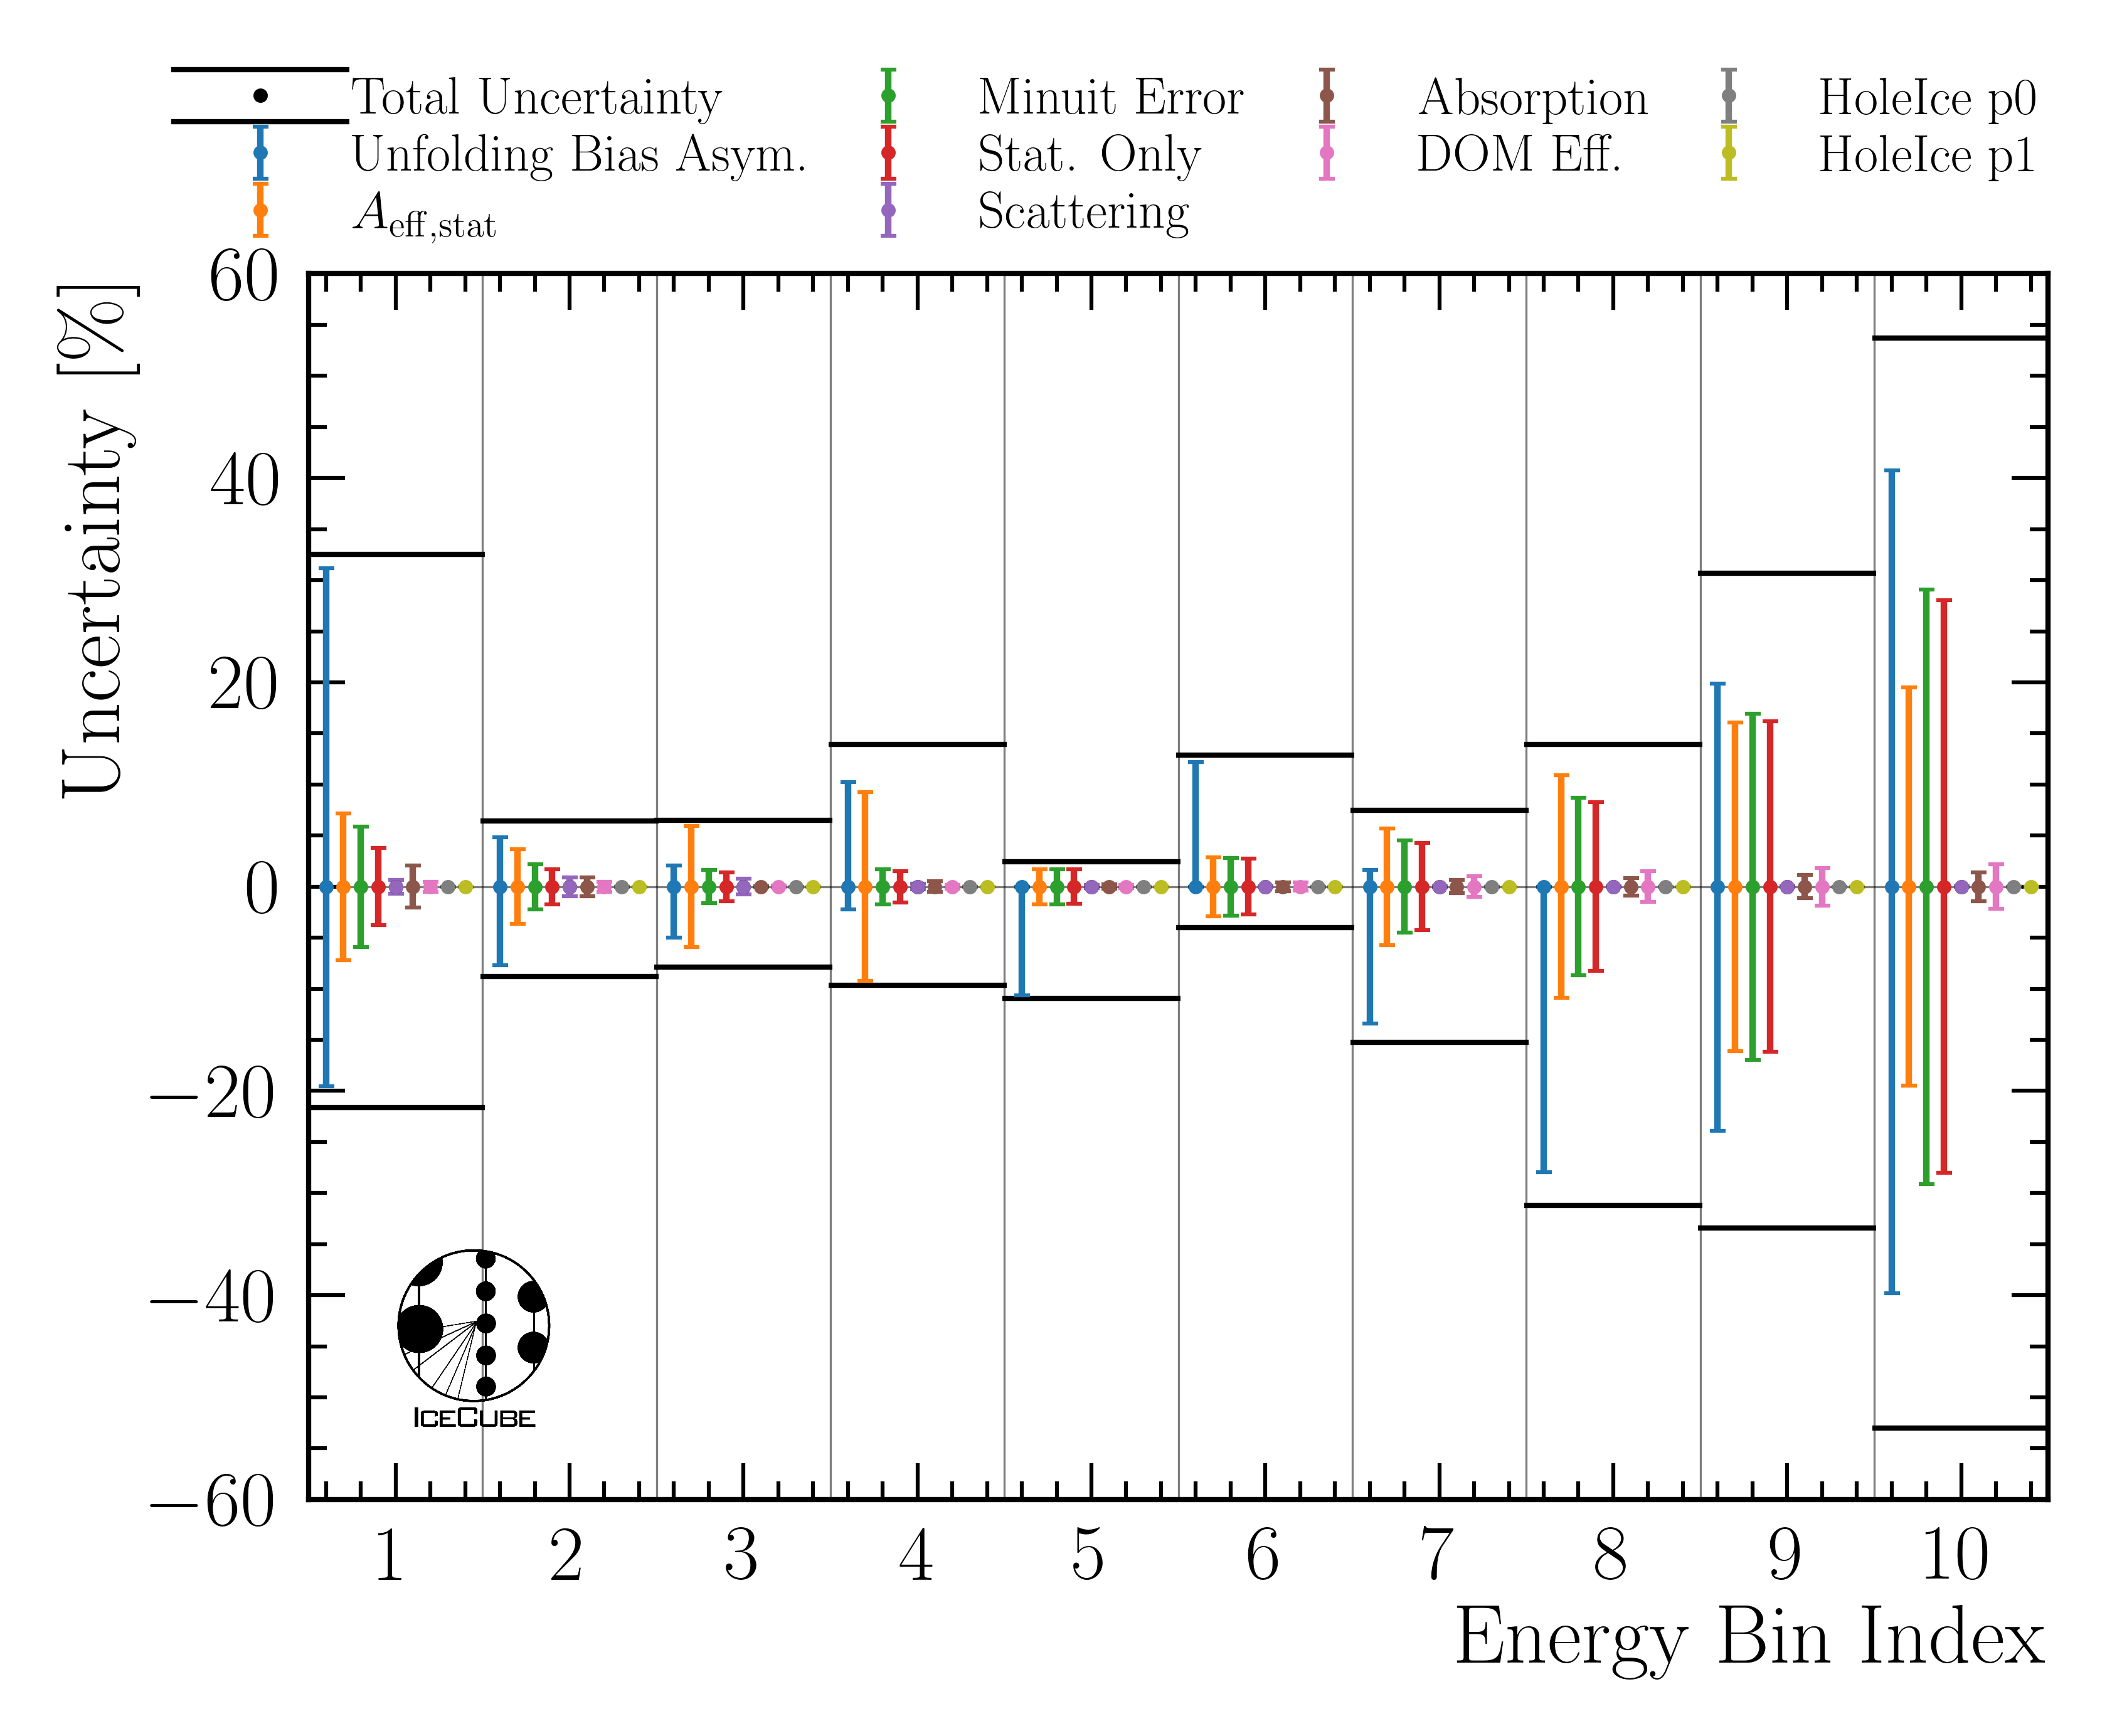 Total Uncertainty
Unfolding Bias Asym.
A_eff,stat
Minuit Error
Stat. Only
Scattering
Absorption
DOM Eff.
HoleIce p0
HoleIce p1
Uncertainty [%]
60
40
20
0
−20
−40
−60
ICECUBE
1 2 3 4 5 6 7 8 9 10
Energy Bin Index